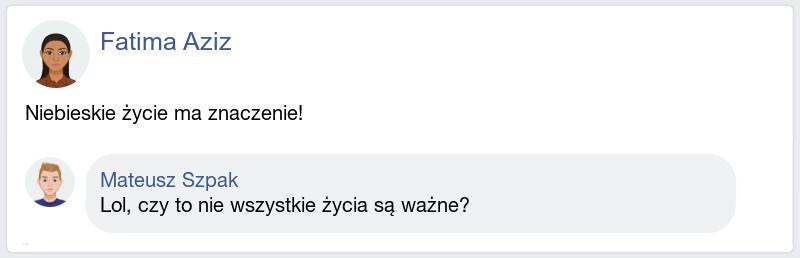 Fatima Aziz
Niebieskie życie ma znaczenie!
Mateusz Szpak
Lol, czy to nie wszystkie życia są ważne?